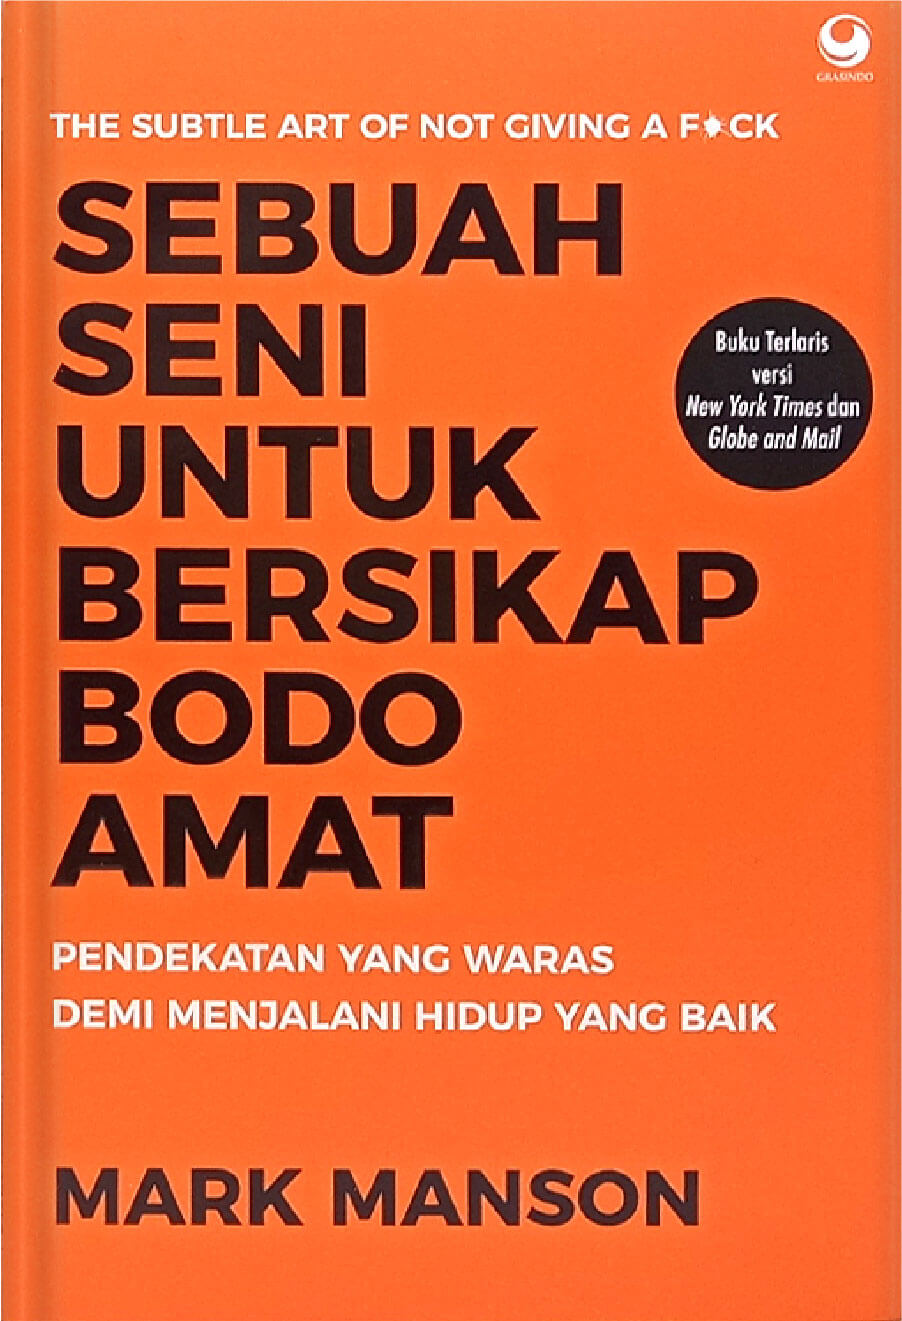 GRASINDO
THE SUBTLE ART OF NOT GIVING A F*CK
SEBUAH
SENI
UNTUK
BERSIKAP
BODO
AMAT
Buku Terlaris
versi
New York Times dan
Globe and Mail
PENDEKATAN YANG WARAS
DEMI MENJALANI HIDUP YANG BAIK
MARK MANSON